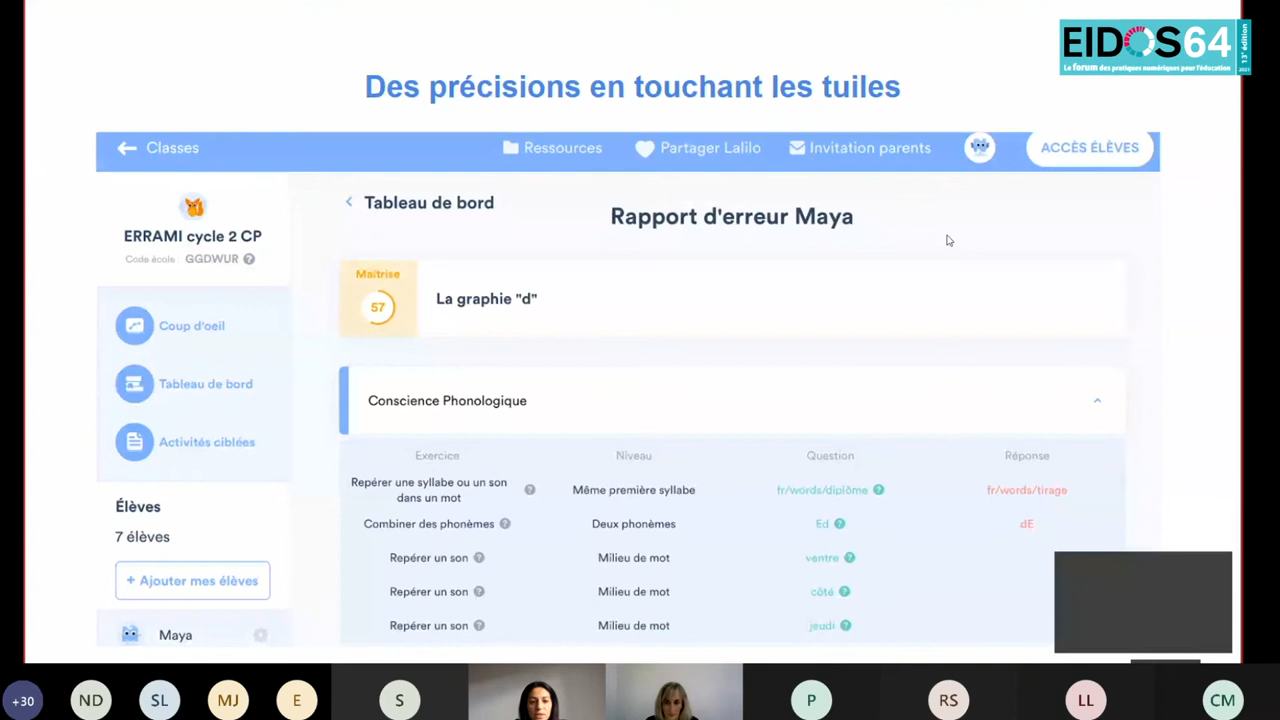 EIDOS64
Le forum des pratiques numériques pour l'éducation
13e édition
2021
Des précisions en touchant les tuiles
← Classes
Ressources
Partager Lalilo
Invitation parents
ACCÈS ÉLÈVES
ERRAMI cycle 2 CP
Code école : GGDWUR ?
Coup d'oeil
Tableau de bord
Activités ciblées
Élèves
7 élèves
+ Ajouter mes élèves
Maya
< Tableau de bord
Rapport d'erreur Maya
Maîtrise
57
La graphie "d"
Conscience Phonologique
Exercice Niveau Question Réponse
Repérer une syllabe ou un son
dans un mot ? Même première syllabe fr/words/diplôme ? fr/words/tirage
Combiner des phonèmes ? Deux phonèmes Ed ? dE
Repérer un son ? Milieu de mot ventre ?
Repérer un son ? Milieu de mot côté ?
Repérer un son ? Milieu de mot jeudi ?
+30 ND SL MJ E S P RS LL CM